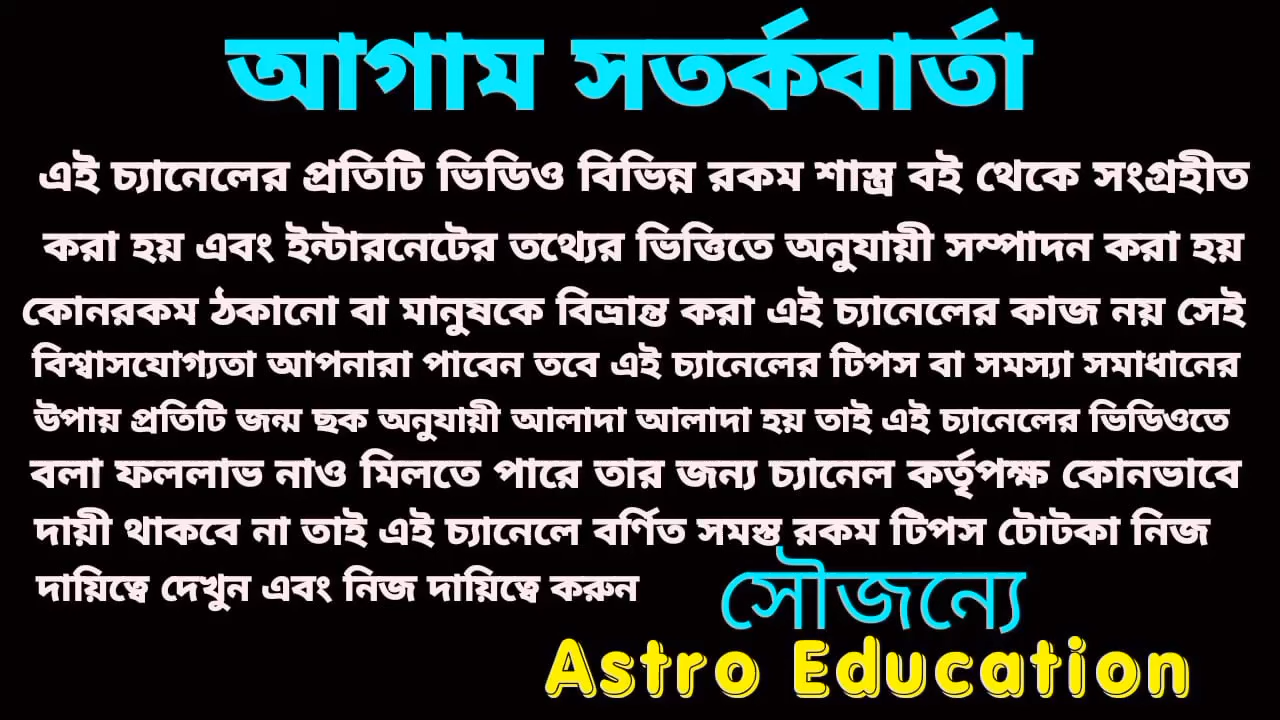 আগাম সতর্কবার্তা
এই চ্যানেলের প্রতিটি ভিডিও বিভিন্ন রকম শাস্ত্র বই থেকে সংগ্রহীত
করা হয় এবং ইন্টারনেটের তথ্যের ভিত্তিতে অনুযায়ী সম্পাদন করা হয়
কোনরকম ঠকানো বা মানুষকে বিভ্রান্ত করা এই চ্যানেলের কাজ নয় সেই
বিশ্বাসযোগ্যতা আপনারা পাবেন তবে এই চ্যানেলের টিপস বা সমস্যা সমাধানের
উপায় প্রতিটি জন্ম ছক অনুযায়ী আলাদা আলাদা হয় তাই এই চ্যানেলের ভিডিওতে
বলা ফললাভ নাও মিলতে পারে তার জন্য চ্যানেল কর্তৃপক্ষ কোনভাবে
দায়ী থাকবে না তাই এই চ্যানেলে বর্ণিত সমস্ত রকম টিপস টোটকা নিজ
দায়িত্বে দেখুন এবং নিজ দায়িত্বে করুন
সৌজন্যে
Astro Education